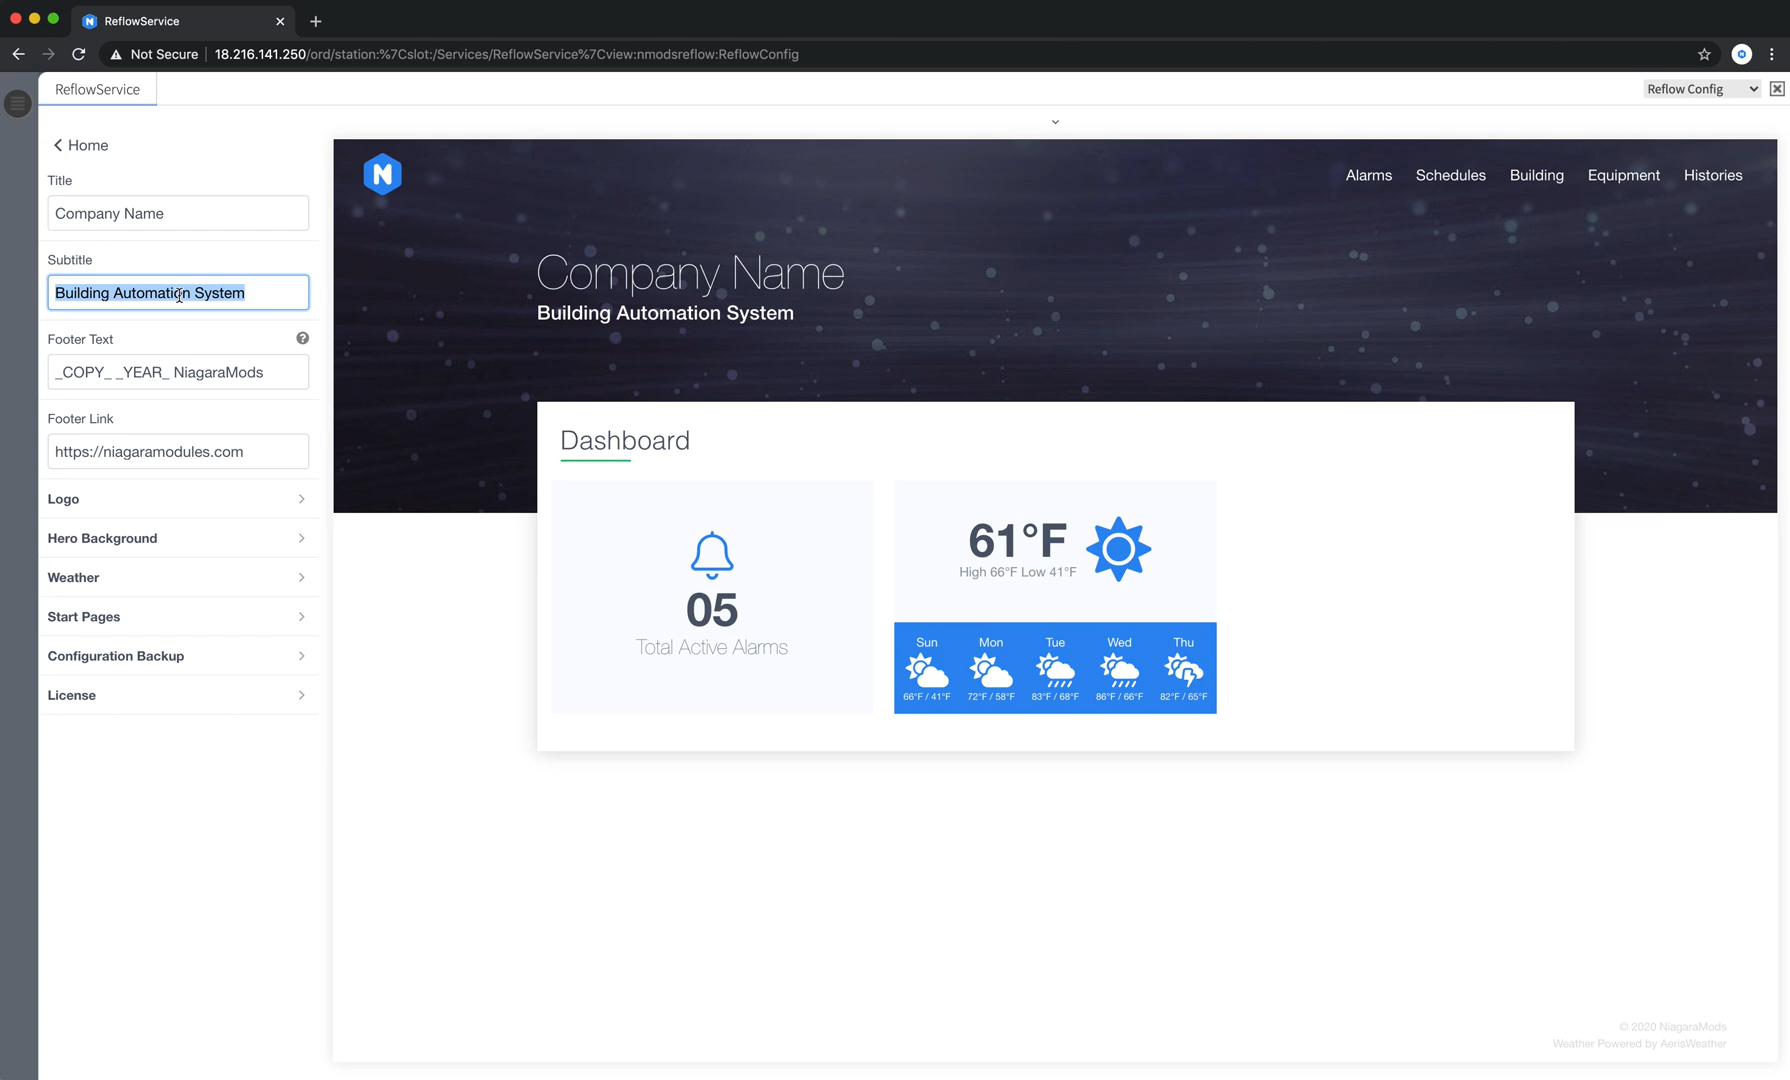 ReflowService
Not Secure
18.216.141.250/ord/station:%7Cslot:/Services/ReflowService%7Cview:nmodsreflow:ReflowConfig
ReflowService
Reflow Config
Home
Title
Company Name
Subtitle
Building Automation System
Footer Text
?
_COPY_ _YEAR_ NiagaraMods
Footer Link
https://niagaramodules.com
Logo
Hero Background
Weather
Start Pages
Configuration Backup
License
N
Alarms
Schedules
Building
Equipment
Histories
Company Name
Building Automation System
Dashboard
05
Total Active Alarms
61°F
High 66°F Low 41°F
Sun Mon Tue Wed Thu
66°F / 41°F 72°F / 58°F 83°F / 68°F 86°F / 66°F 82°F / 65°F
© 2020 NiagaraMods
Weather Powered by AerisWeather